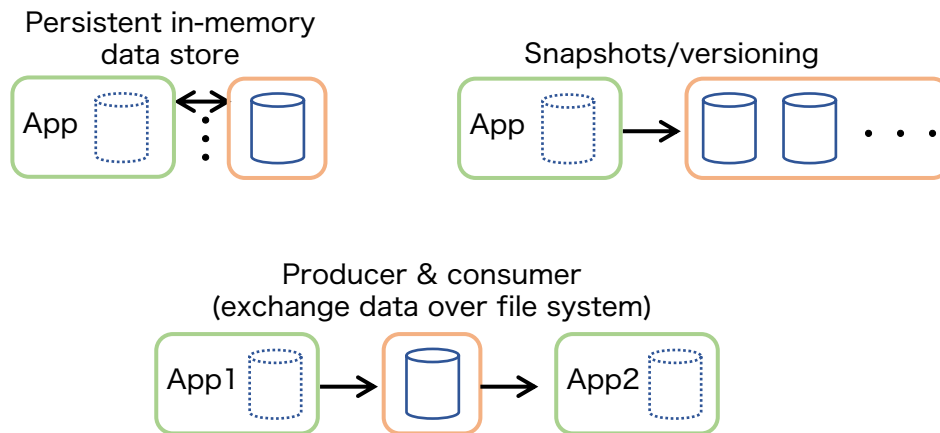 Persistent in-memory
data store
App
Snapshots/versioning
App
Producer & consumer
(exchange data over file system)
App1
App2